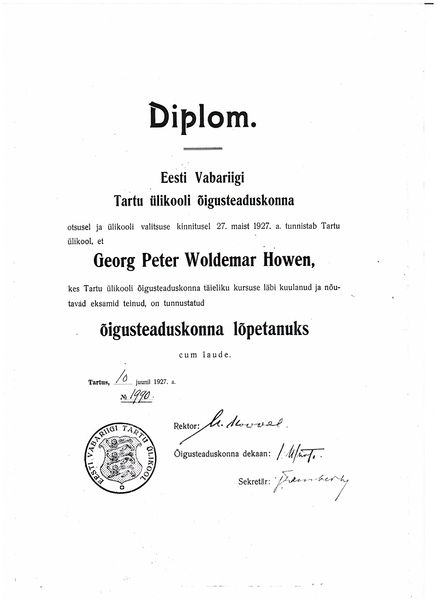 Diplom.
Eesti Vabariigi
Tartu ülikooli õigusteaduskonna
otsusel ja ülikooli valitsuse kinnitusel 27. maist 1927. a. tunnistab Tartu
ülikool, et
Georg Peter Woldemar Howen,
kes Tartu ülikooli õigusteaduskonna täieliku kursuse läbi kuulanud ja nõu-
tavad eksamid teinud, on tunnustatud
õigusteaduskonna lõpetanuks
cum laude.
Tartus, 10 juunil 1927. a.
№ 1990.
Rektor:
Õigusteaduskonna dekaan:
Sekretär:
EESTI VABARIIGI TARTU ÜLIKOOL